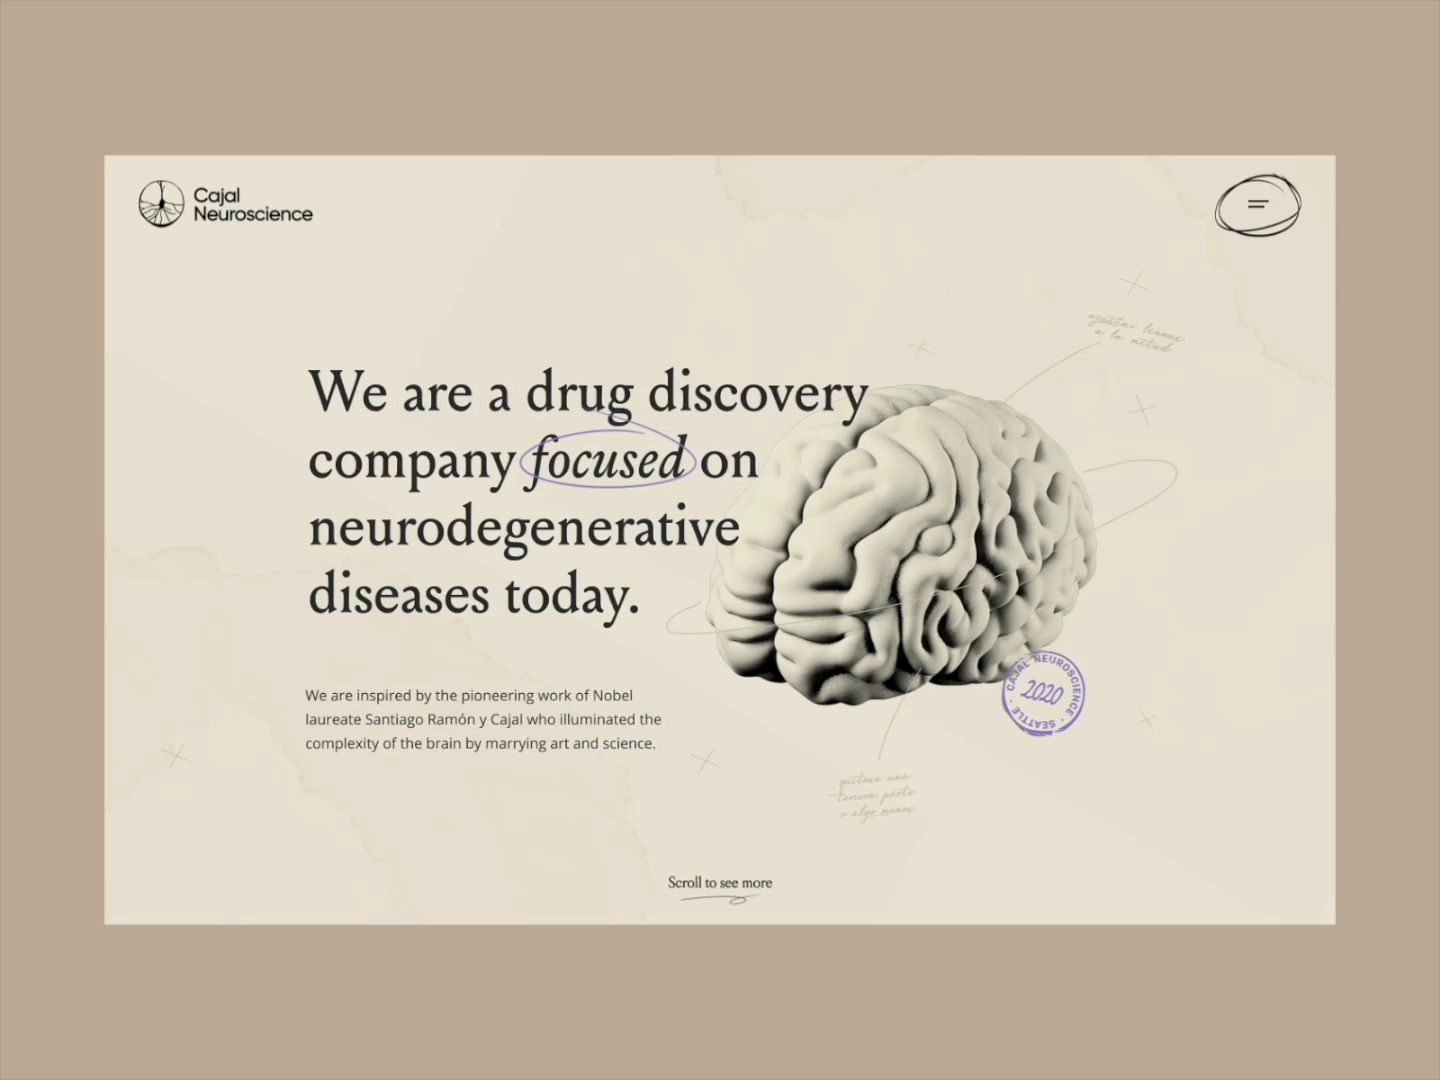 Cajal
Neuroscience
ajustar líneas
a la mitad
We are a drug discovery
company focused on
neurodegenerative
diseases today.
We are inspired by the pioneering work of Nobel
laureate Santiago Ramón y Cajal who illuminated the
complexity of the brain by marrying art and science.
CAJAL NEUROSCIENCE · SEATTLE ·
2020
una
tercera parte
o algo menos
Scroll to see more